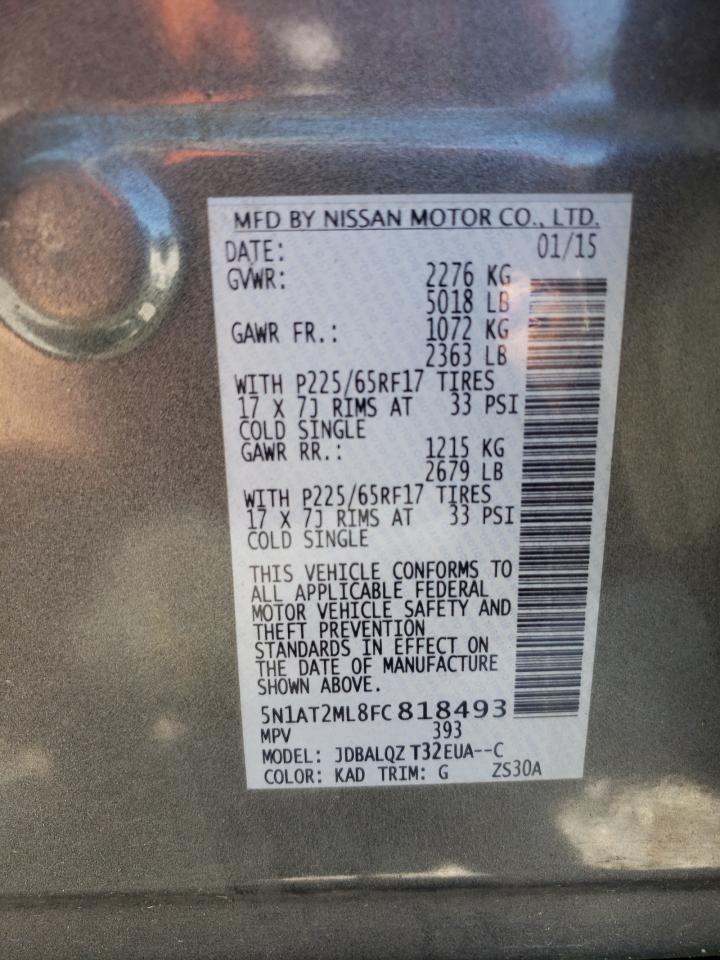 MFD BY NISSAN MOTOR CO., LTD.
DATE: 01/15
GVWR: 2276 KG
5018 LB
GAWR FR.: 1072 KG
2363 LB
WITH P225/65RF17 TIRES
17 X 7J RIMS AT 33 PSI
COLD SINGLE
GAWR RR.: 1215 KG
2679 LB
WITH P225/65RF17 TIRES
17 X 7J RIMS AT 33 PSI
COLD SINGLE
THIS VEHICLE CONFORMS TO
ALL APPLICABLE FEDERAL
MOTOR VEHICLE SAFETY AND
THEFT PREVENTION
STANDARDS IN EFFECT ON
THE DATE OF MANUFACTURE
SHOWN ABOVE.
5N1AT2ML8FC818493
MPV 393
MODEL: JDBALQZ T32EUA--C
COLOR: KAD TRIM: G ZS30A